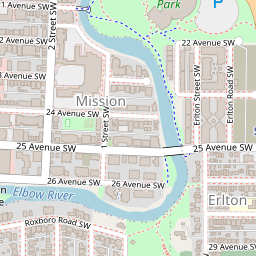 Park
P
2 Street SW
22 Avenue SW
22 Avenue SW
Erlton Street SW
Erlton Road SW
Mission
24 Avenue SW
1 Street SW
25 Avenue SW
25 Avenue SW
26 Avenue SW
26 Avenue SW
Elbow River
Roxboro Road SW
Erlton
28 Avenue SW
29 Avenue SW